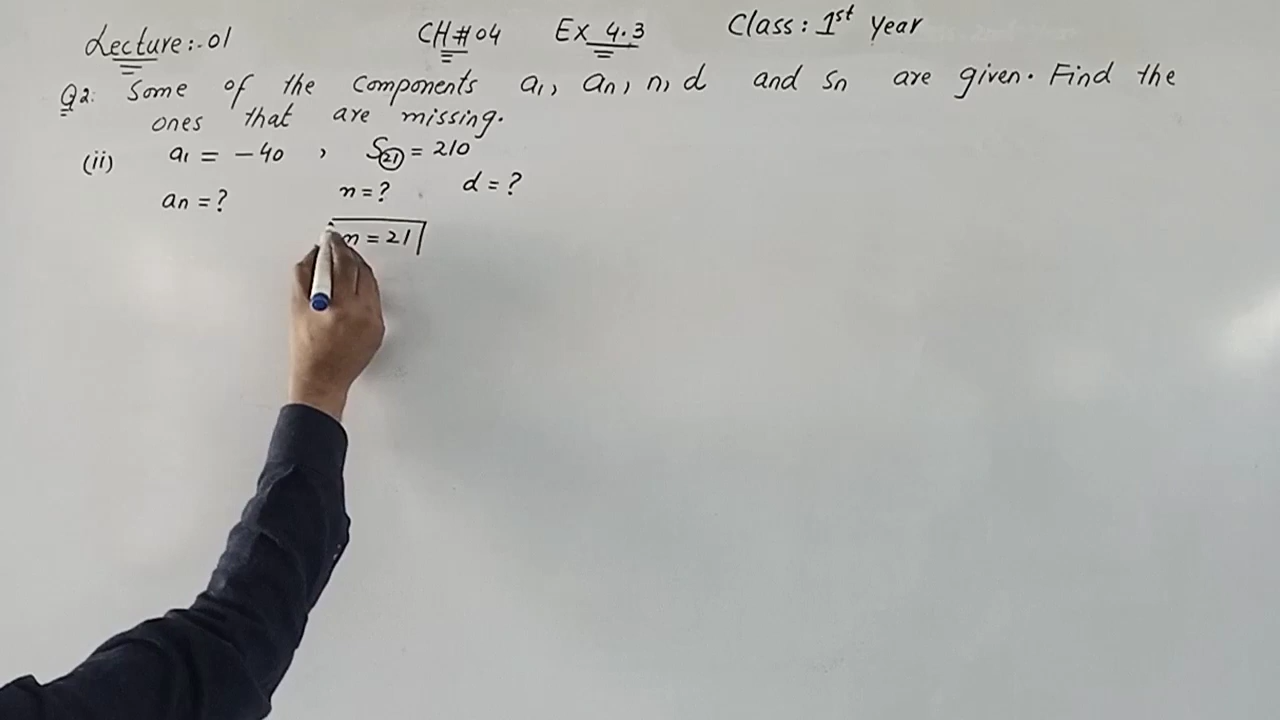 Lecture:-01 CH#04 Ex 4.3 Class: 1st Year
Q2: Some of the components a1, an, n, d and Sn are given. Find the
ones that are missing.
(ii) a1 = -40 , S21 = 210
an = ? n = ? d = ?
n = 21